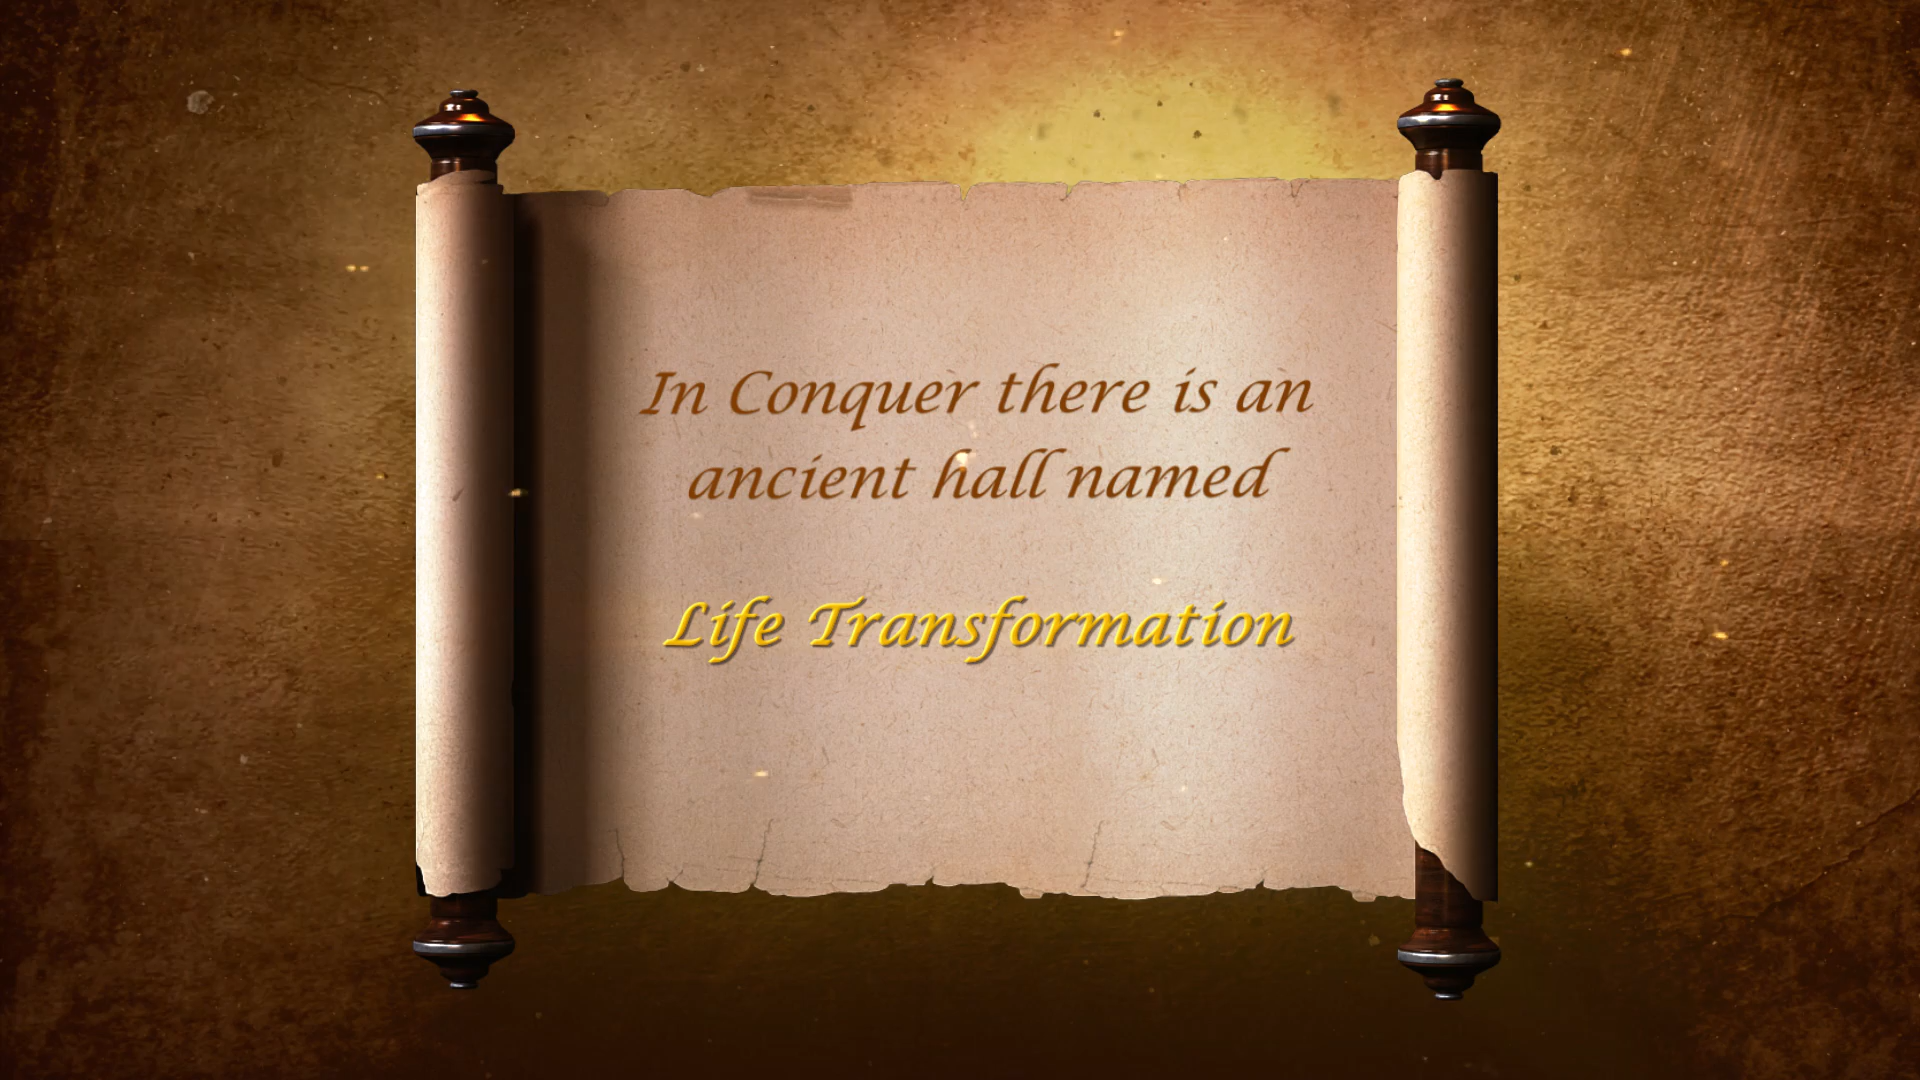 In Conquer there is an
ancient hall named
Life Transformation